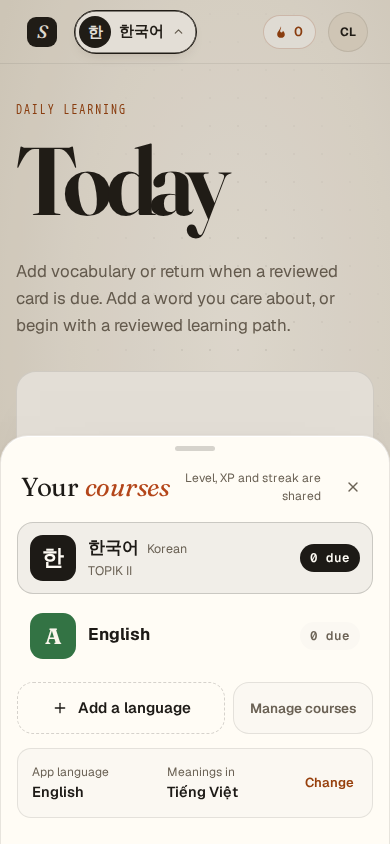 S 한 한국어 0 CL
DAILY LEARNING
Today
Add vocabulary or return when a reviewed
card is due. Add a word you care about, or
begin with a reviewed learning path.
Your courses
Level, XP and streak are
shared
한 한국어 Korean
TOPIK II
0 due
A English
0 due
+ Add a language
Manage courses
App language
English
Meanings in
Tiếng Việt
Change